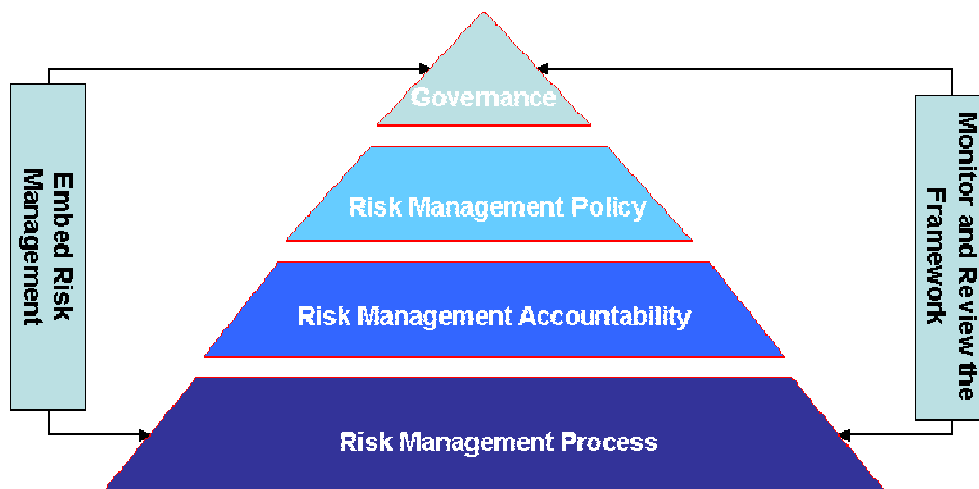 Governance
Risk Management Policy
Risk Management Accountability
Risk Management Process
Embed Risk
Management
Monitor and Review the
Framework